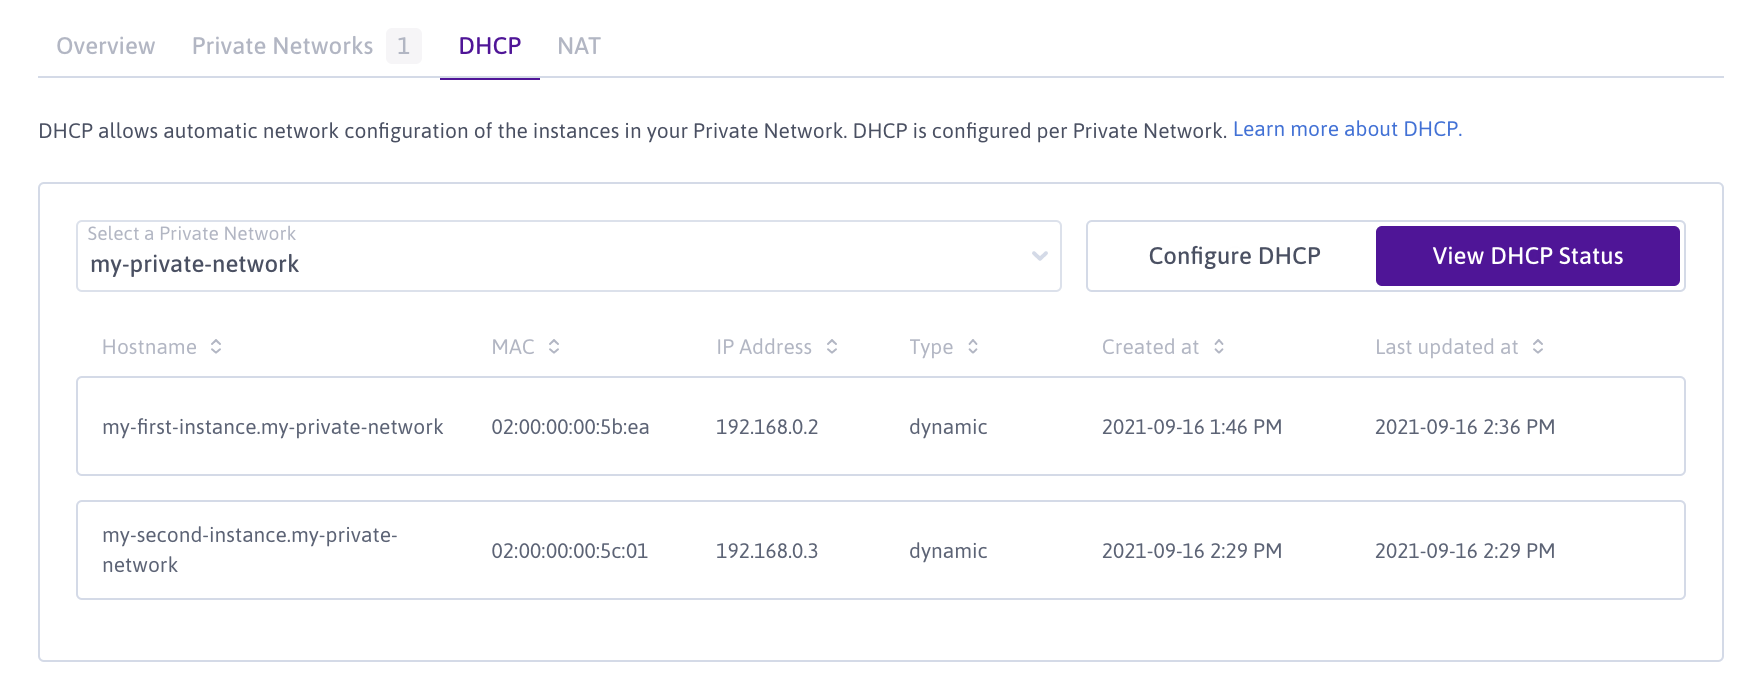 Overview Private Networks 1 DHCP NAT
DHCP allows automatic network configuration of the instances in your Private Network. DHCP is configured per Private Network. Learn more about DHCP.
Select a Private Network
my-private-network
Configure DHCP View DHCP Status
Hostname MAC IP Address Type Created at Last updated at
my-first-instance.my-private-network 02:00:00:00:5b:ea 192.168.0.2 dynamic 2021-09-16 1:46 PM 2021-09-16 2:36 PM
my-second-instance.my-private-
network 02:00:00:00:5c:01 192.168.0.3 dynamic 2021-09-16 2:29 PM 2021-09-16 2:29 PM